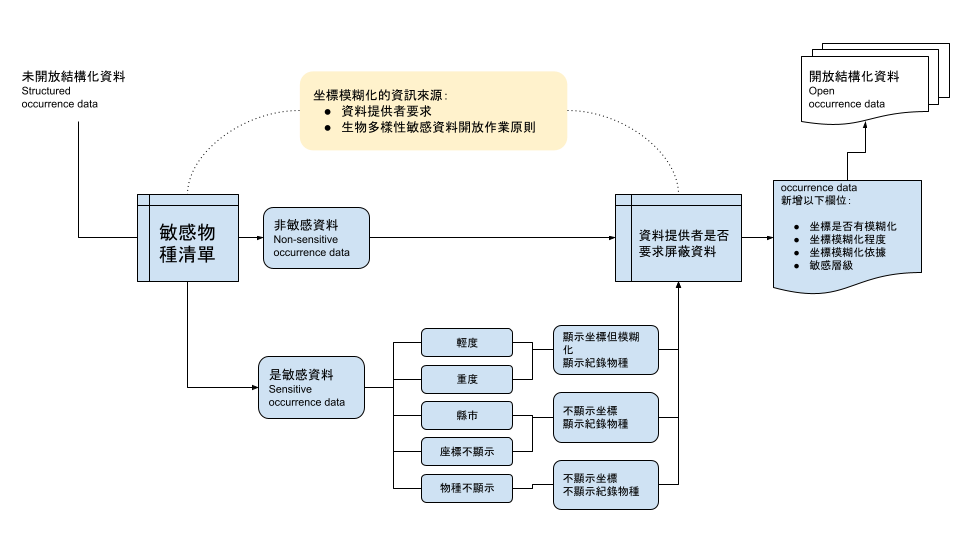 未開放結構化資料
Structured
occurrence data
坐標模糊化的資訊來源：
● 資料提供者要求
● 生物多樣性敏感資料開放作業原則
開放結構化資料
Open
occurrence data
敏感物
種清單
非敏感資料
Non-sensitive
occurrence data
資料提供者是否
要求屏蔽資料
occurrence data
新增以下欄位：
● 坐標是否有模糊化
● 坐標模糊化程度
● 坐標模糊化依據
● 敏感層級
是敏感資料
Sensitive
occurrence data
輕度
重度
縣市
座標不顯示
物種不顯示
顯示坐標但模糊
化
顯示紀錄物種
不顯示坐標
顯示紀錄物種
不顯示坐標
不顯示紀錄物種